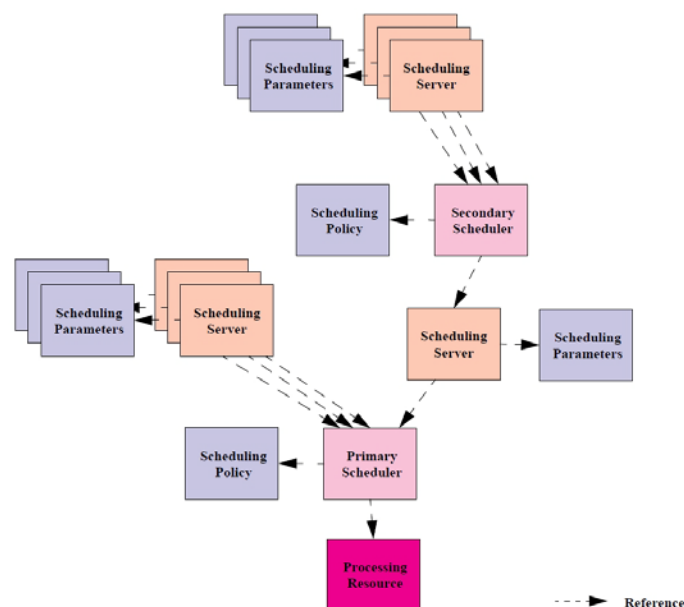 Scheduling
Parameters
Scheduling
Server
Scheduling
Policy
Secondary
Scheduler
Scheduling
Parameters
Scheduling
Server
Scheduling
Server
Scheduling
Parameters
Scheduling
Policy
Primary
Scheduler
Processing
Resource
Reference